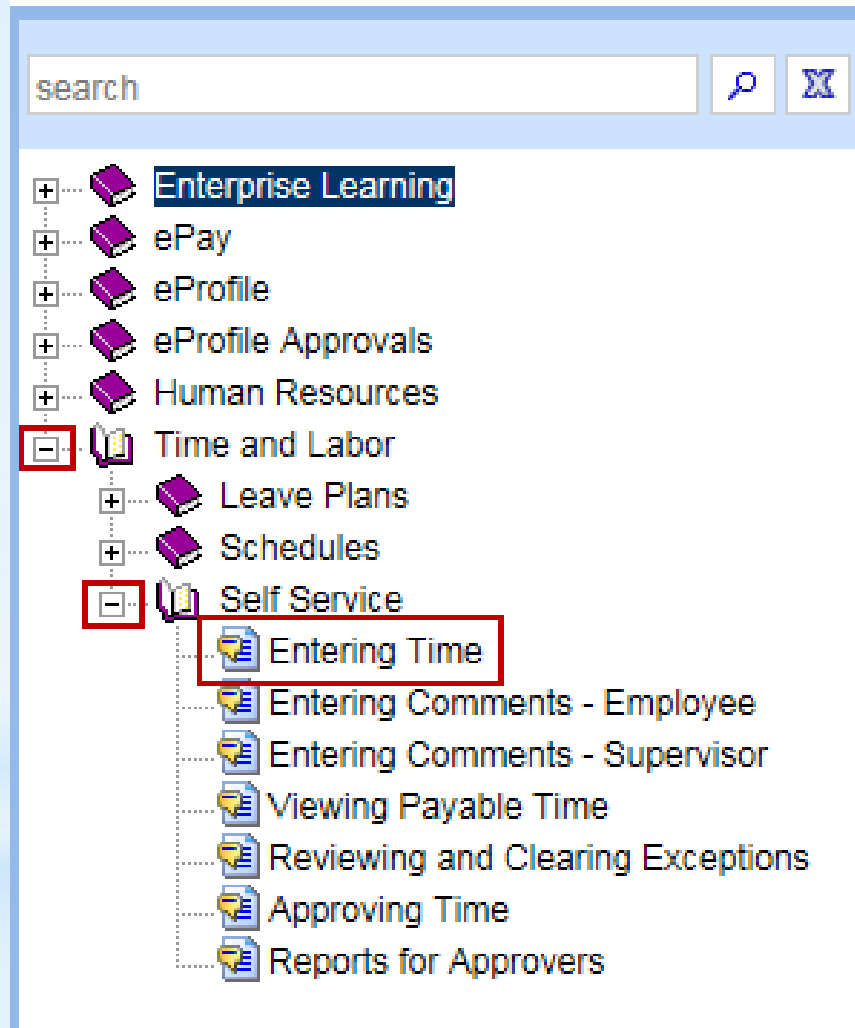 search
Enterprise Learning
ePay
eProfile
eProfile Approvals
Human Resources
Time and Labor
Leave Plans
Schedules
Self Service
Entering Time
Entering Comments - Employee
Entering Comments - Supervisor
Viewing Payable Time
Reviewing and Clearing Exceptions
Approving Time
Reports for Approvers